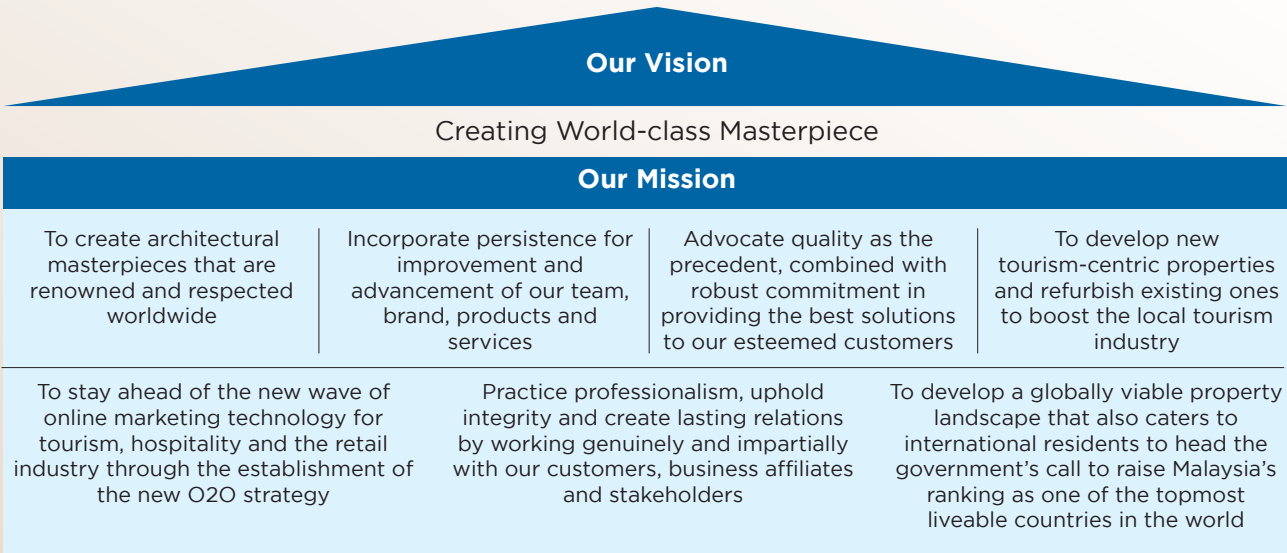 Our Vision
Creating World-class Masterpiece
Our Mission
To create architectural
masterpieces that are
renowned and respected
worldwide
Incorporate persistence for
improvement and
advancement of our team,
brand, products and
services
Advocate quality as the
precedent, combined with
robust commitment in
providing the best solutions
to our esteemed customers
To develop new
tourism-centric properties
and refurbish existing ones
to boost the local tourism
industry
To stay ahead of the new wave of
online marketing technology for
tourism, hospitality and the retail
industry through the establishment of
the new O2O strategy
Practice professionalism, uphold
integrity and create lasting relations
by working genuinely and impartially
with our customers, business affiliates
and stakeholders
To develop a globally viable property
landscape that also caters to
international residents to head the
government's call to raise Malaysia's
ranking as one of the topmost
liveable countries in the world